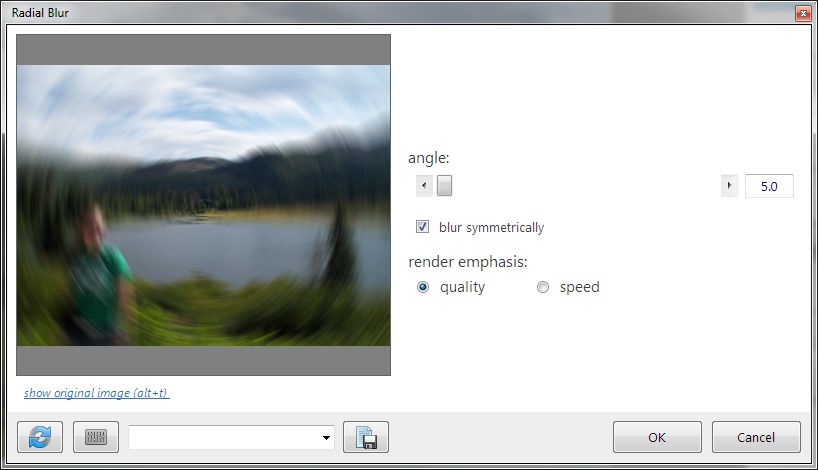 Radial Blur
angle:
5.0
blur symmetrically
render emphasis:
quality
speed
show original image (alt+t)
OK
Cancel